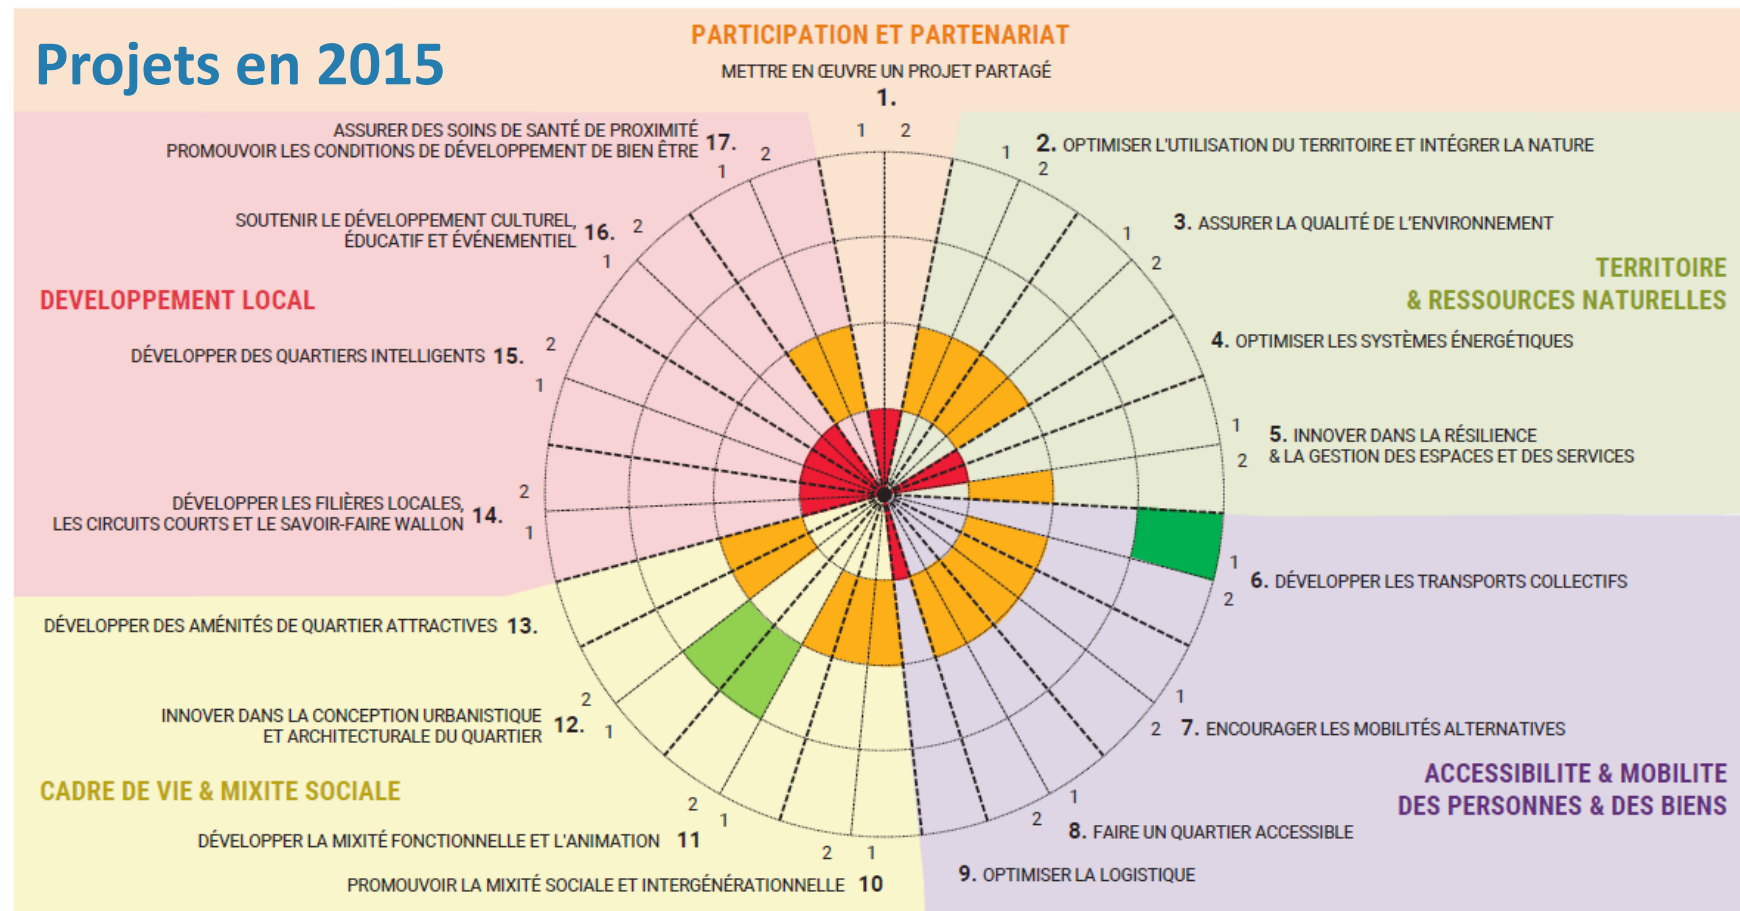 Projets en 2015
PARTICIPATION ET PARTENARIAT
METTRE EN ŒUVRE UN PROJET PARTAGÉ
1.
1 2
ASSURER DES SOINS DE SANTÉ DE PROXIMITÉ
PROMOUVOIR LES CONDITIONS DE DÉVELOPPEMENT DE BIEN ÊTRE 17.
2
1
1
2. OPTIMISER L'UTILISATION DU TERRITOIRE ET INTÉGRER LA NATURE
2
SOUTENIR LE DÉVELOPPEMENT CULTUREL,
ÉDUCATIF ET ÉVÉNEMENTIEL 16.
2
1
1
3. ASSURER LA QUALITÉ DE L'ENVIRONNEMENT
2
TERRITOIRE
& RESSOURCES NATURELLES
DEVELOPPEMENT LOCAL
4. OPTIMISER LES SYSTÈMES ÉNERGÉTIQUES
DÉVELOPPER DES QUARTIERS INTELLIGENTS 15.
2
1
1
5. INNOVER DANS LA RÉSILIENCE
2
& LA GESTION DES ESPACES ET DES SERVICES
DÉVELOPPER LES FILIÈRES LOCALES,
LES CIRCUITS COURTS ET LE SAVOIR-FAIRE WALLON 14.
2
1
1
6. DÉVELOPPER LES TRANSPORTS COLLECTIFS
2
DÉVELOPPER DES AMÉNITÉS DE QUARTIER ATTRACTIVES 13.
1
2 7. ENCOURAGER LES MOBILITÉS ALTERNATIVES
2
INNOVER DANS LA CONCEPTION URBANISTIQUE
ET ARCHITECTURALE DU QUARTIER 12.
1
ACCESSIBILITE & MOBILITE
DES PERSONNES & DES BIENS
CADRE DE VIE & MIXITE SOCIALE
2
1
1
2
8. FAIRE UN QUARTIER ACCESSIBLE
DÉVELOPPER LA MIXITÉ FONCTIONNELLE ET L'ANIMATION 11
2 1
9. OPTIMISER LA LOGISTIQUE
PROMOUVOIR LA MIXITÉ SOCIALE ET INTERGÉNÉRATIONNELLE 10